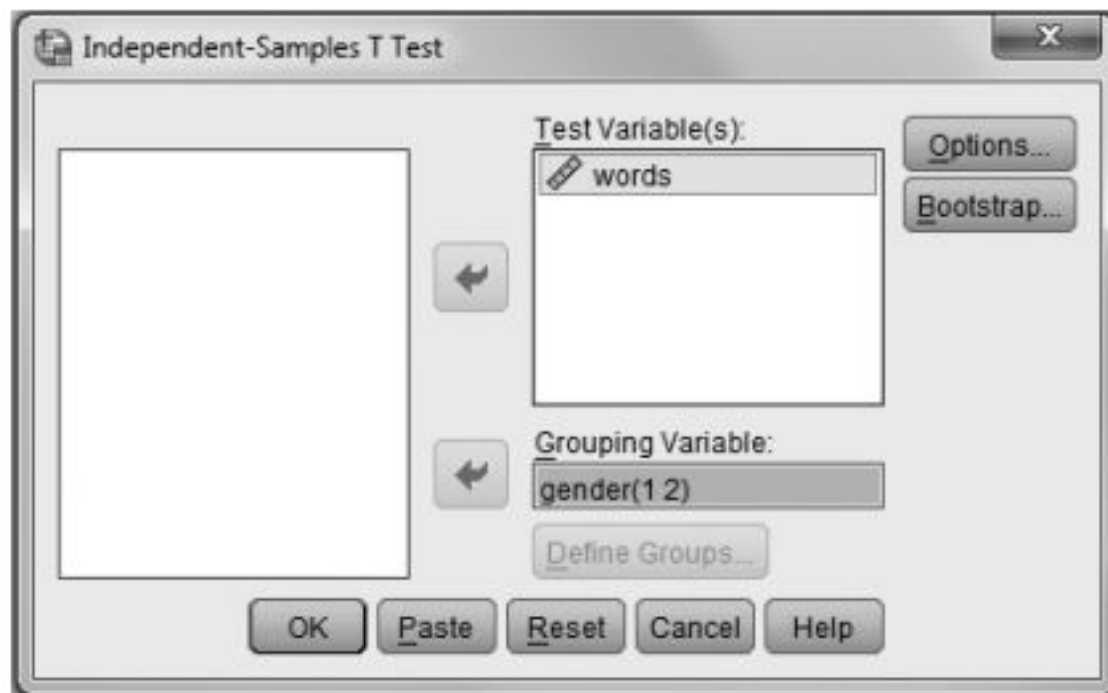 Independent-Samples T Test
Test Variable(s):
words
Options...
Bootstrap...
Grouping Variable:
gender(1 2)
Define Groups...
OK Paste Reset Cancel Help